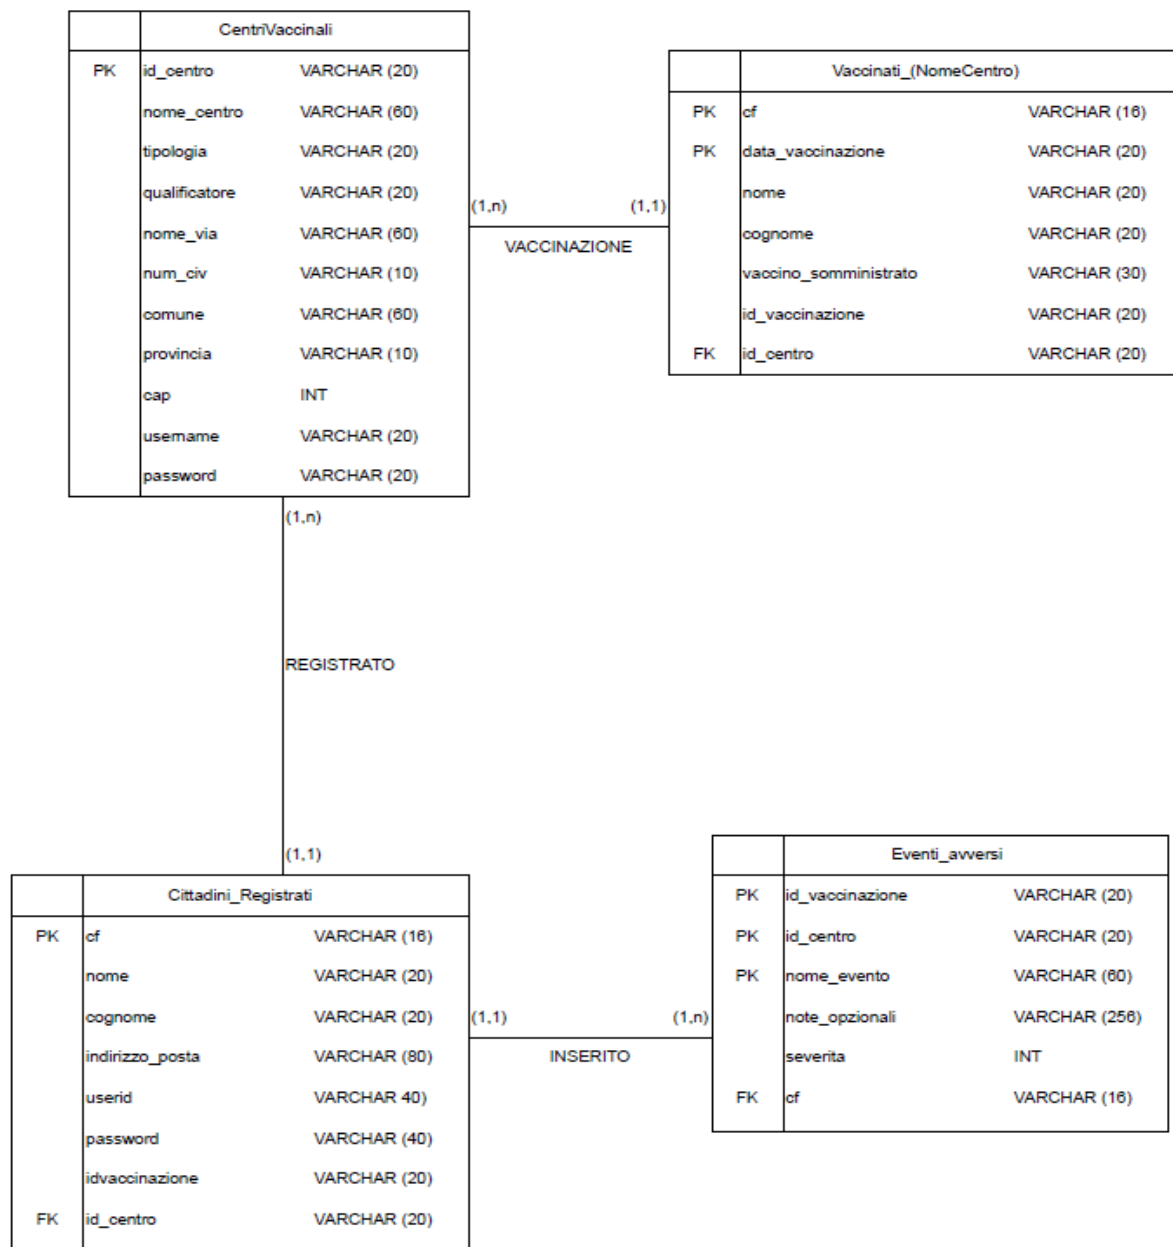 CentriVaccinali
PK id_centro VARCHAR (20)
nome_centro VARCHAR (60)
tipologia VARCHAR (20)
qualificatore VARCHAR (20)
nome_via VARCHAR (60)
num_civ VARCHAR (10)
comune VARCHAR (60)
provincia VARCHAR (10)
cap INT
username VARCHAR (20)
password VARCHAR (20)
Vaccinati_(NomeCentro)
PK cf VARCHAR (16)
PK data_vaccinazione VARCHAR (20)
nome VARCHAR (20)
cognome VARCHAR (20)
vaccino_somministrato VARCHAR (30)
id_vaccinazione VARCHAR (20)
FK id_centro VARCHAR (20)
(1,n) (1,1)
VACCINAZIONE
(1,n)
REGISTRATO
(1,1)
Cittadini_Registrati
PK cf VARCHAR (16)
nome VARCHAR (20)
cognome VARCHAR (20)
indirizzo_posta VARCHAR (80)
userid VARCHAR 40)
password VARCHAR (40)
idvaccinazione VARCHAR (20)
FK id_centro VARCHAR (20)
(1,1) (1,n)
INSERITO
Eventi_avversi
PK id_vaccinazione VARCHAR (20)
PK id_centro VARCHAR (20)
PK nome_evento VARCHAR (60)
note_opzionali VARCHAR (256)
severita INT
FK cf VARCHAR (16)